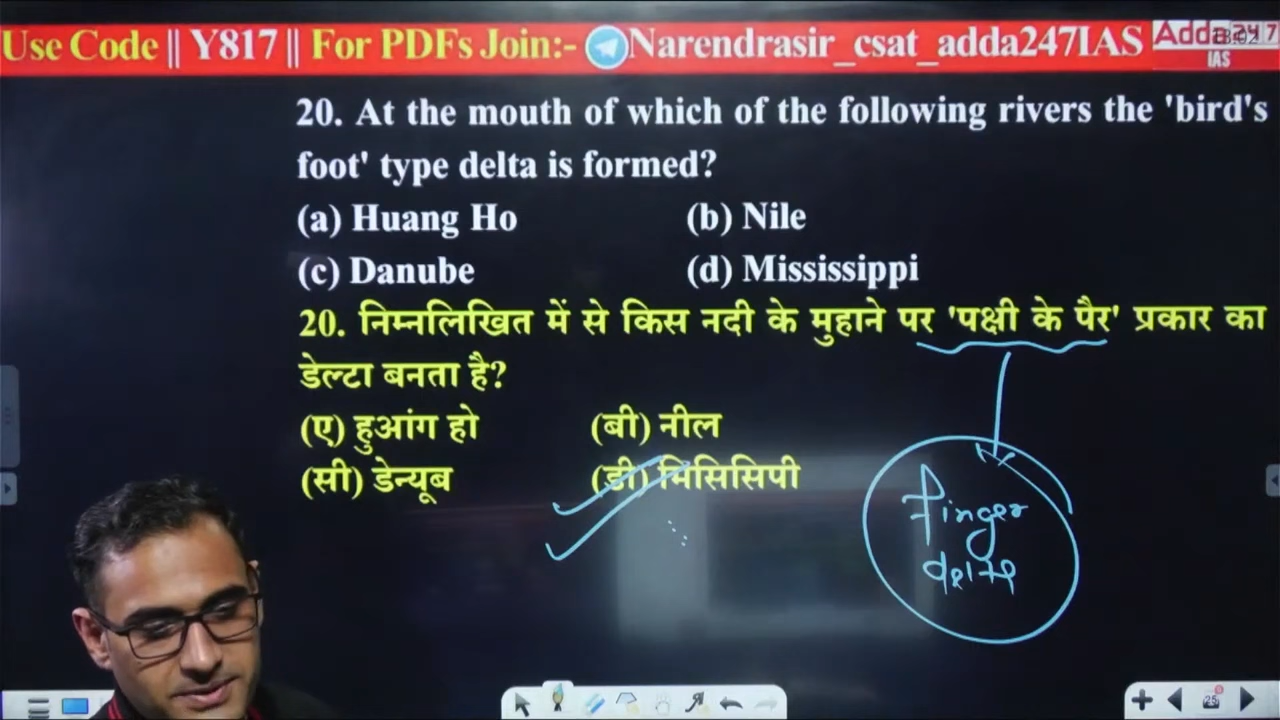 Use Code || Y817 || For PDFs Join:- Narendrasir_csat_adda247IAS Adda247
IAS
20. At the mouth of which of the following rivers the 'bird's
foot' type delta is formed?
(a) Huang Ho (b) Nile
(c) Danube (d) Mississippi
20. निम्नलिखित में से किस नदी के मुहाने पर 'पक्षी के पैर' प्रकार का
डेल्टा बनता है?
(ए) हुआंग हो (बी) नील
(सी) डेन्यूब (डी) मिसिसिपी
Finger
delta
25